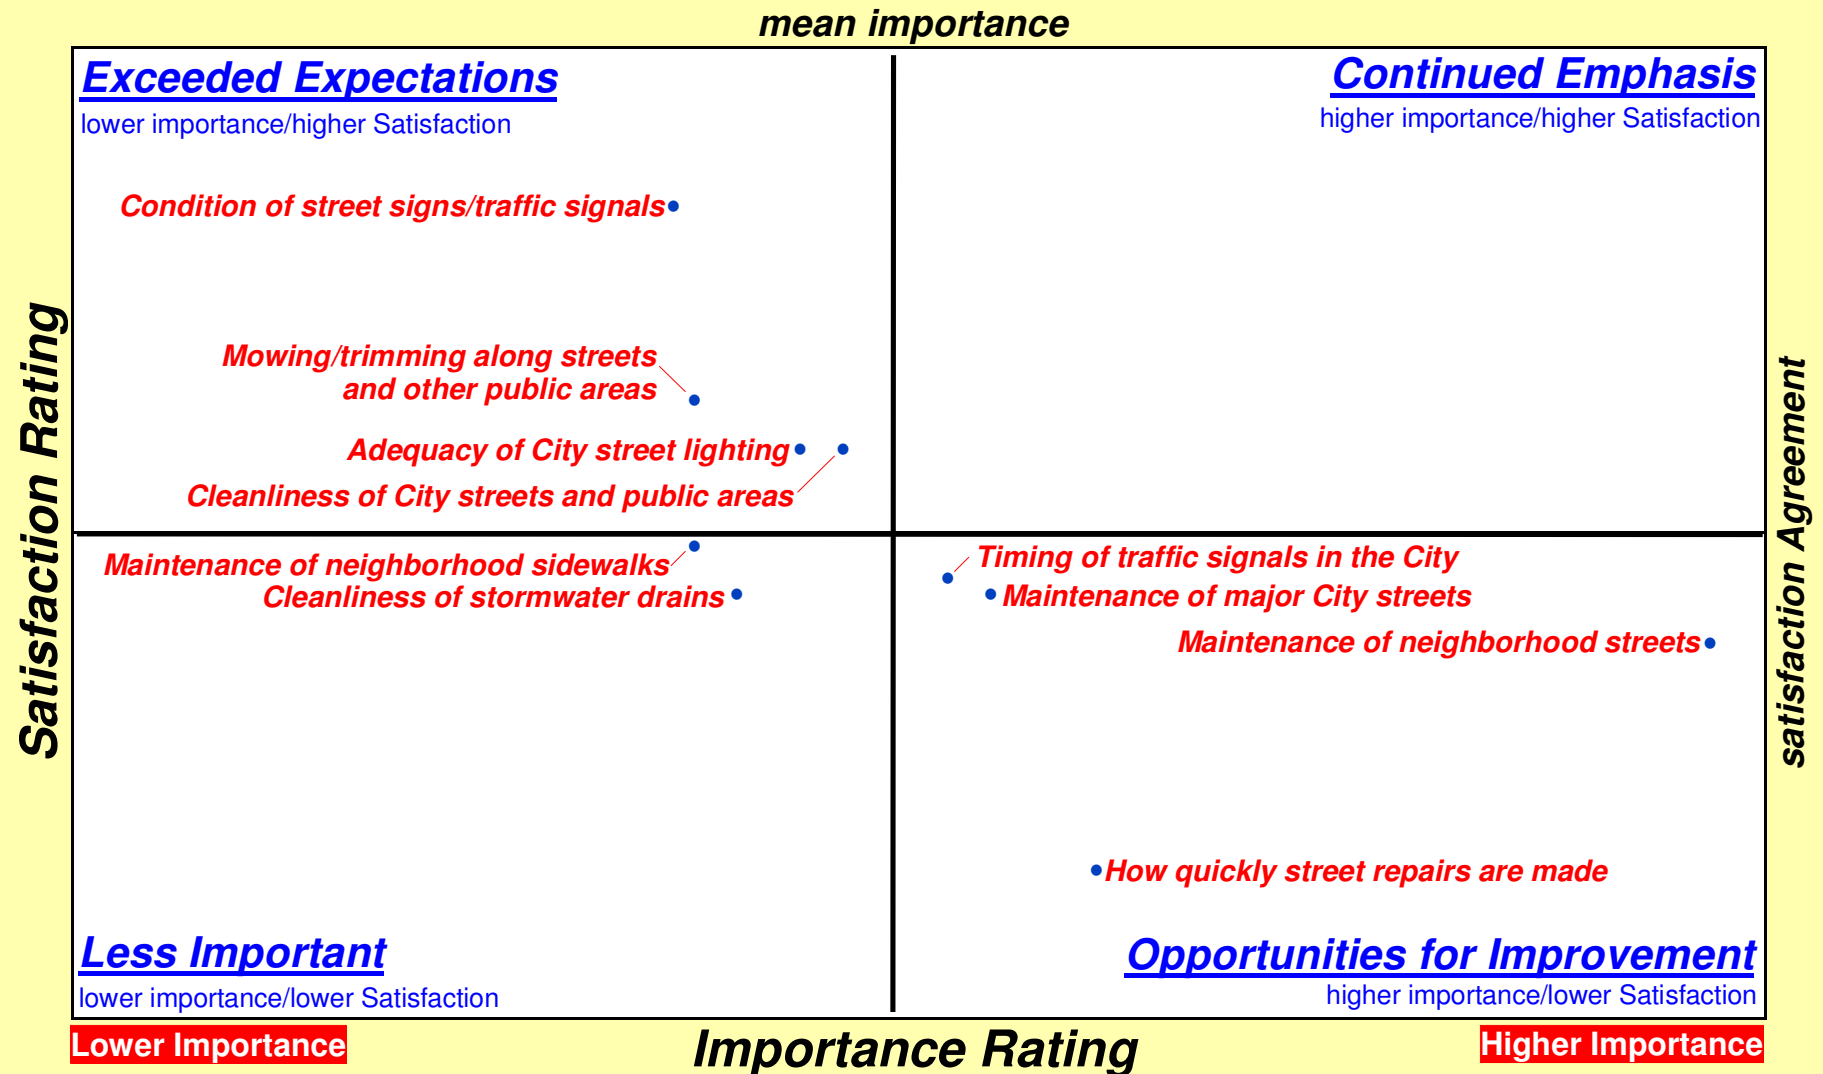 mean importance
Exceeded Expectations
lower importance/higher Satisfaction
Continued Emphasis
higher importance/higher Satisfaction
Condition of street signs/traffic signals
Mowing/trimming along streets
and other public areas
Adequacy of City street lighting
Cleanliness of City streets and public areas
Satisfaction Rating
satisfaction Agreement
Maintenance of neighborhood sidewalks
Cleanliness of stormwater drains
Timing of traffic signals in the City
Maintenance of major City streets
Maintenance of neighborhood streets
How quickly street repairs are made
Less Important
lower importance/lower Satisfaction
Opportunities for Improvement
higher importance/lower Satisfaction
Lower Importance
Importance Rating
Higher Importance